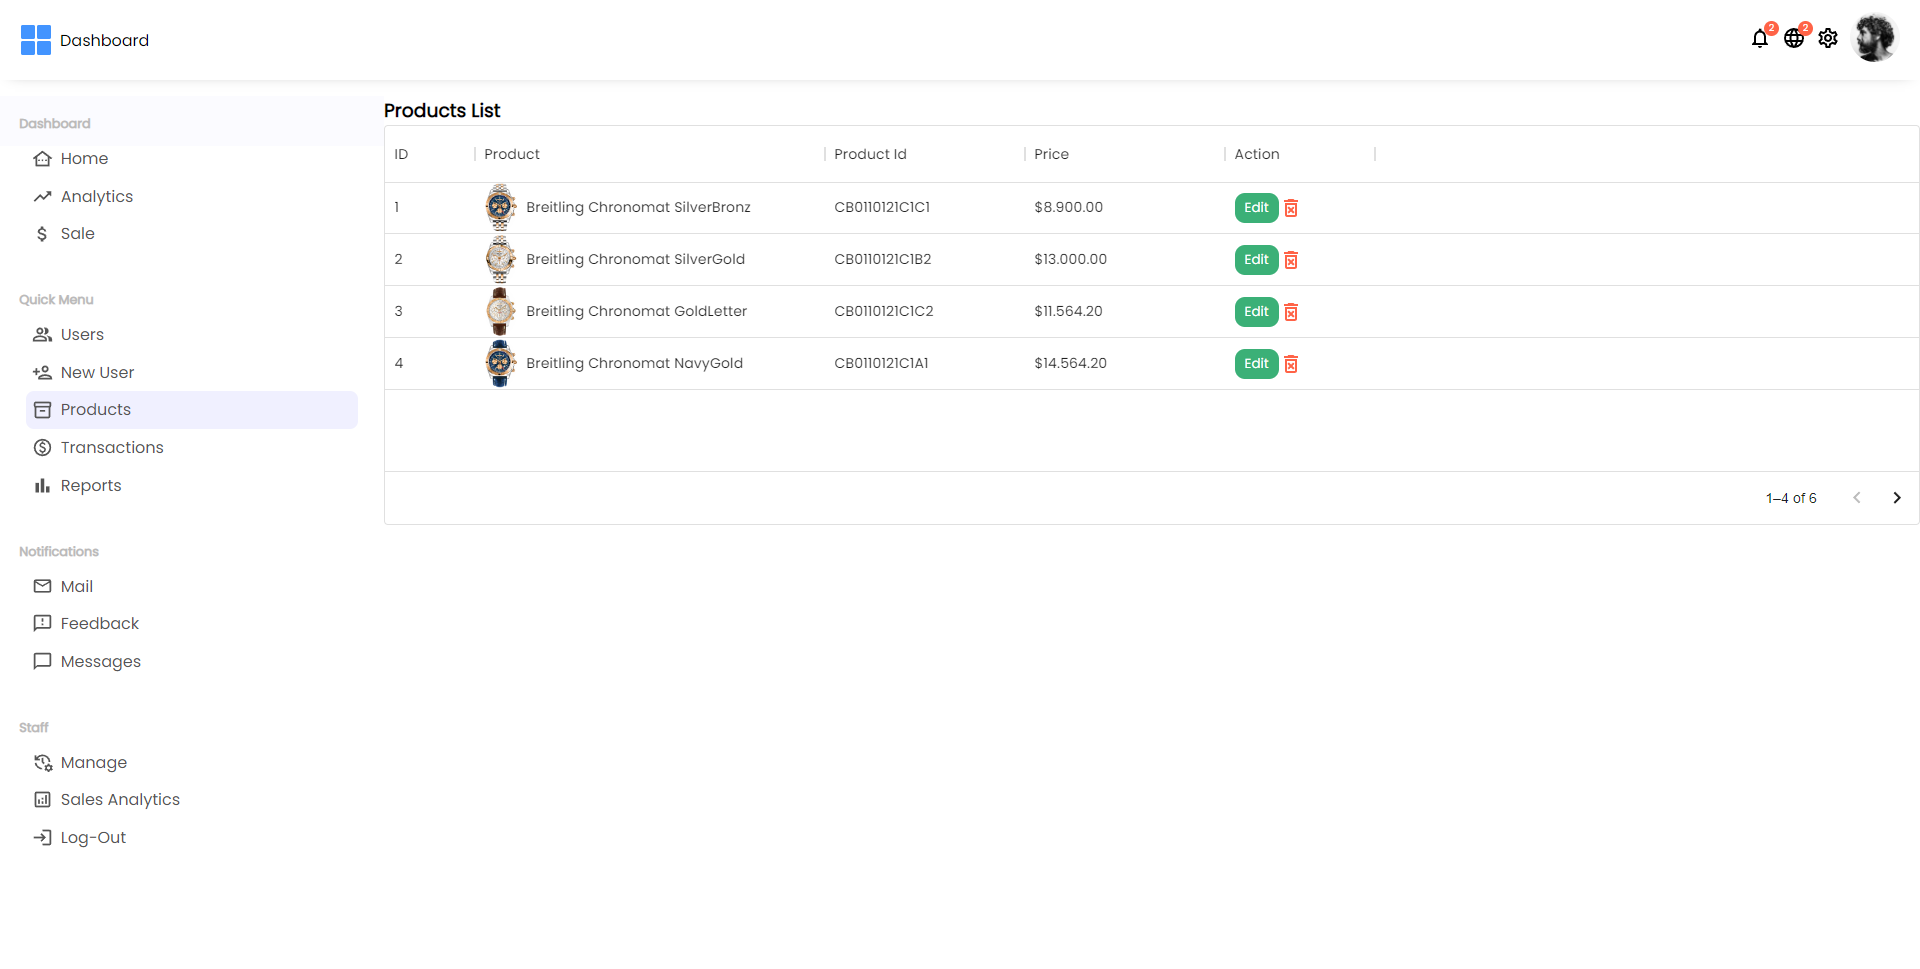 Dashboard
2
2
Dashboard
Home
Analytics
Sale
Quick Menu
Users
New User
Products
Transactions
Reports
Notifications
Mail
Feedback
Messages
Staff
Manage
Sales Analytics
Log-Out
Products List
ID Product Product Id Price Action
1 Breitling Chronomat SilverBronz CB0110121C1C1 $8.900.00 Edit
2 Breitling Chronomat SilverGold CB0110121C1B2 $13.000.00 Edit
3 Breitling Chronomat GoldLetter CB0110121C1C2 $11.564.20 Edit
4 Breitling Chronomat NavyGold CB0110121C1A1 $14.564.20 Edit
1–4 of 6